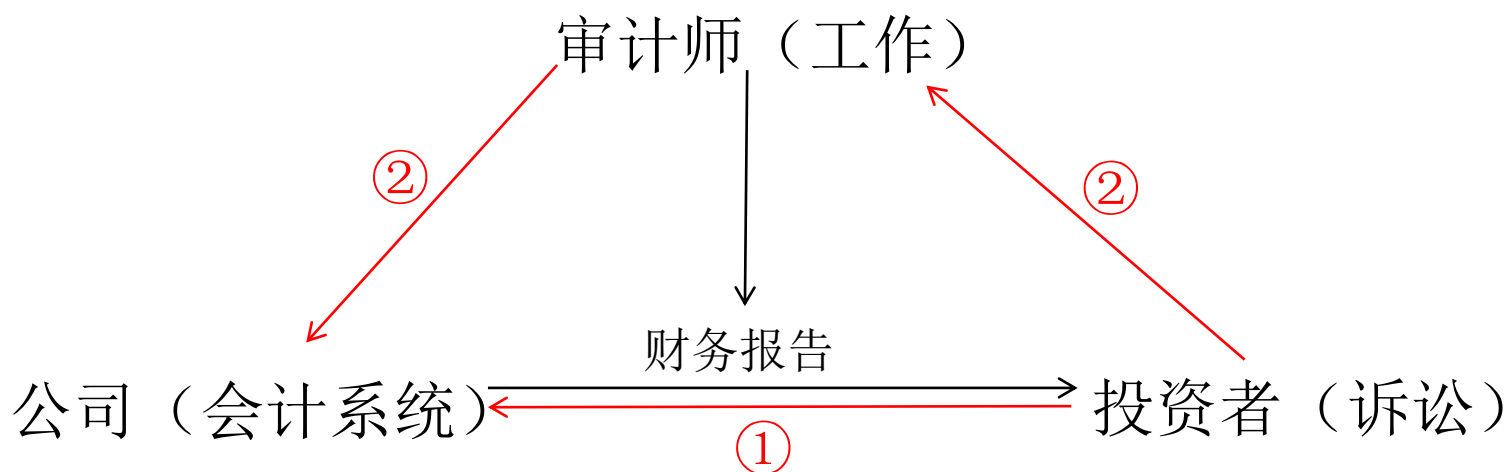 审计师（工作）
②
②
财务报告
公司（会计系统）
投资者（诉讼）
①